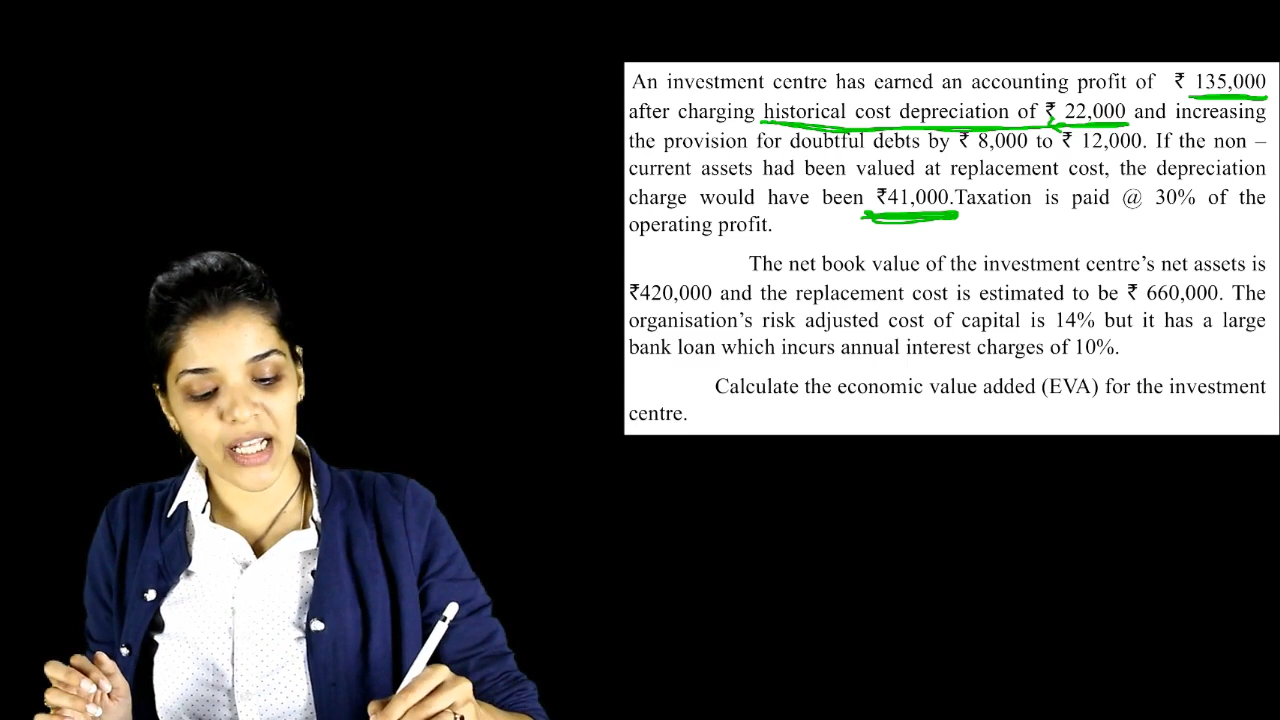 An investment centre has earned an accounting profit of ₹ 135,000
after charging historical cost depreciation of ₹ 22,000 and increasing
the provision for doubtful debts by ₹ 8,000 to ₹ 12,000. If the non –
current assets had been valued at replacement cost, the depreciation
charge would have been ₹41,000.Taxation is paid @ 30% of the
operating profit.
The net book value of the investment centre's net assets is
₹420,000 and the replacement cost is estimated to be ₹ 660,000. The
organisation's risk adjusted cost of capital is 14% but it has a large
bank loan which incurs annual interest charges of 10%.
Calculate the economic value added (EVA) for the investment
centre.